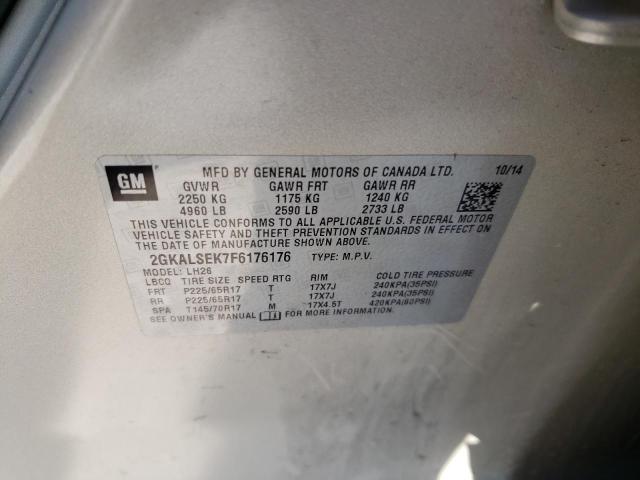 GM
MFD BY GENERAL MOTORS OF CANADA LTD. 10/14
GVWR GAWR FRT GAWR RR
2250 KG 1175 KG 1240 KG
4960 LB 2590 LB 2733 LB
THIS VEHICLE CONFORMS TO ALL APPLICABLE U.S. FEDERAL MOTOR
VEHICLE SAFETY AND THEFT PREVENTION STANDARDS IN EFFECT
ON THE DATE OF MANUFACTURE SHOWN ABOVE.
2GKALSEK7F6176176 TYPE: M.P.V.
MODEL: LH26
LBCQ TIRE SIZE SPEED RTG RIM COLD TIRE PRESSURE
FRT P225/65R17 T 17X7J 240KPA(35PSI)
RR P225/65R17 T 17X7J 240KPA(35PSI)
SPA T145/70R17 M 17X4.5T 420KPA(60PSI)
SEE OWNER'S MANUAL FOR MORE INFORMATION.